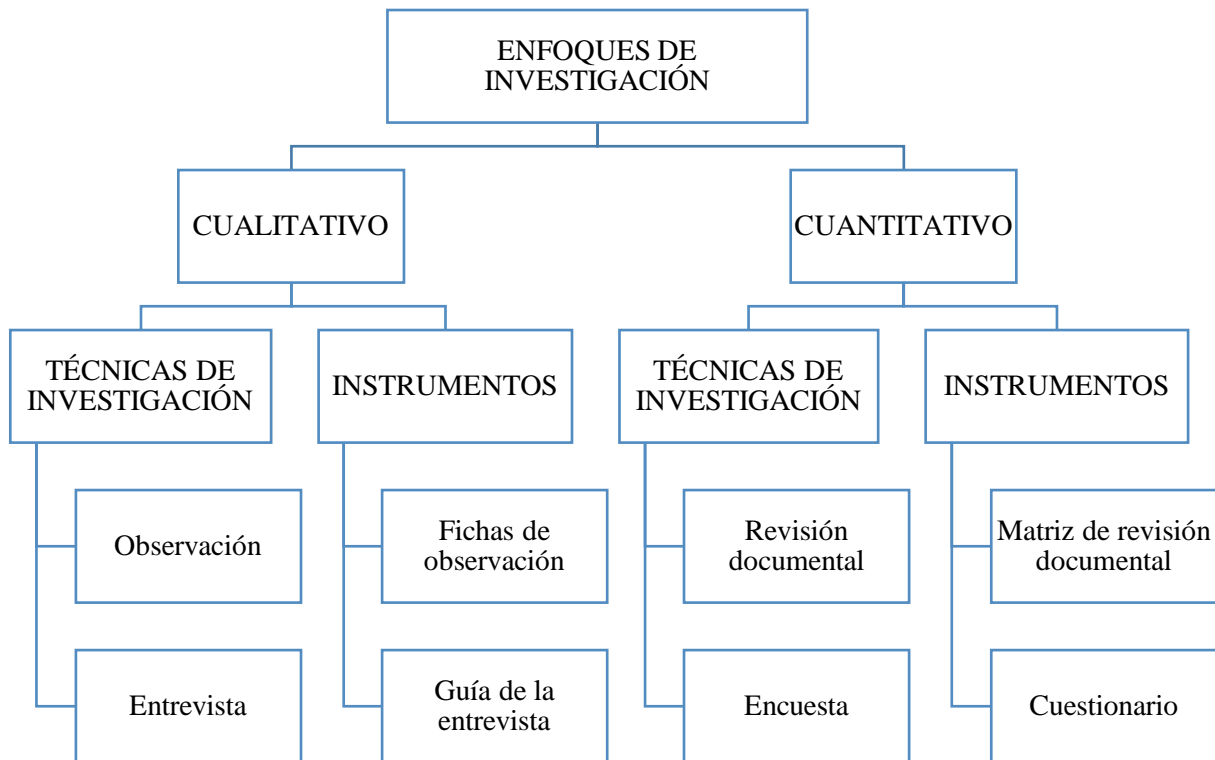 ENFOQUES DE
INVESTIGACIÓN
CUALITATIVO
CUANTITATIVO
TÉCNICAS DE
INVESTIGACIÓN
INSTRUMENTOS
TÉCNICAS DE
INVESTIGACIÓN
INSTRUMENTOS
Observación
Fichas de
observación
Revisión
documental
Matriz de revisión
documental
Entrevista
Guía de la
entrevista
Encuesta
Cuestionario